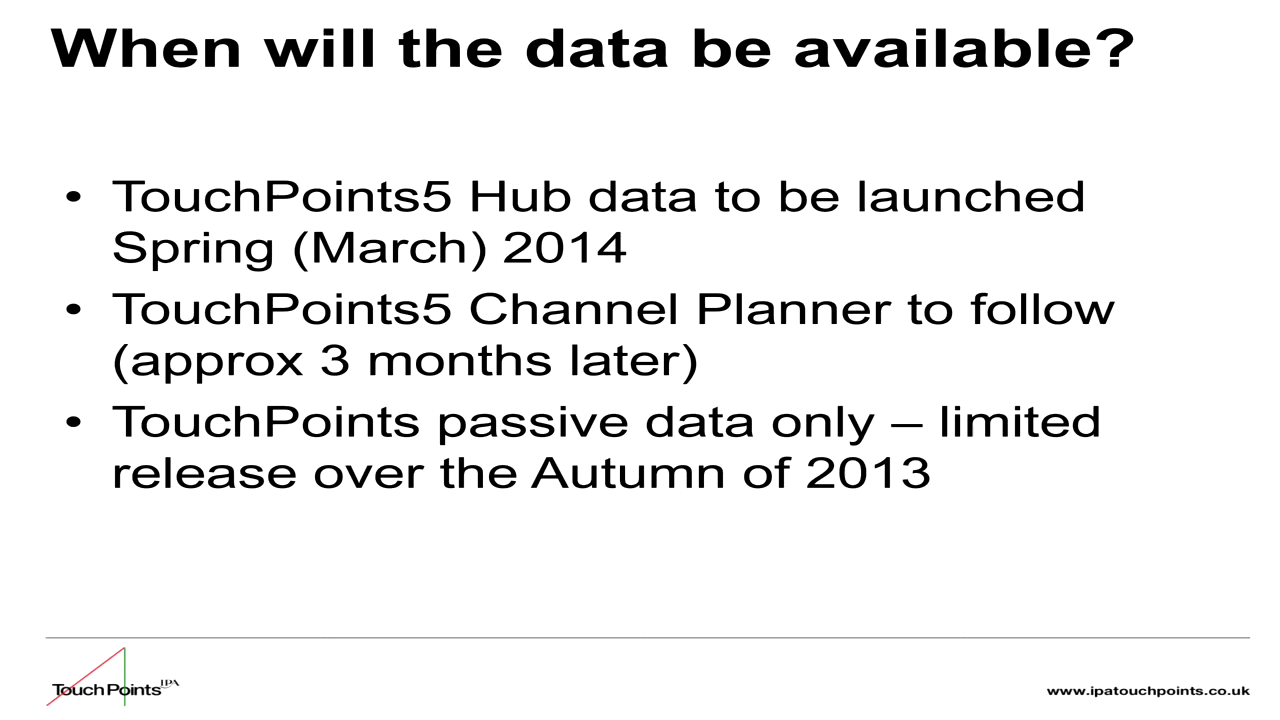 When will the data be available?
• TouchPoints5 Hub data to be launched
Spring (March) 2014
• TouchPoints5 Channel Planner to follow
(approx 3 months later)
• TouchPoints passive data only – limited
release over the Autumn of 2013
TouchPoints IPA
www.ipatouchpoints.co.uk